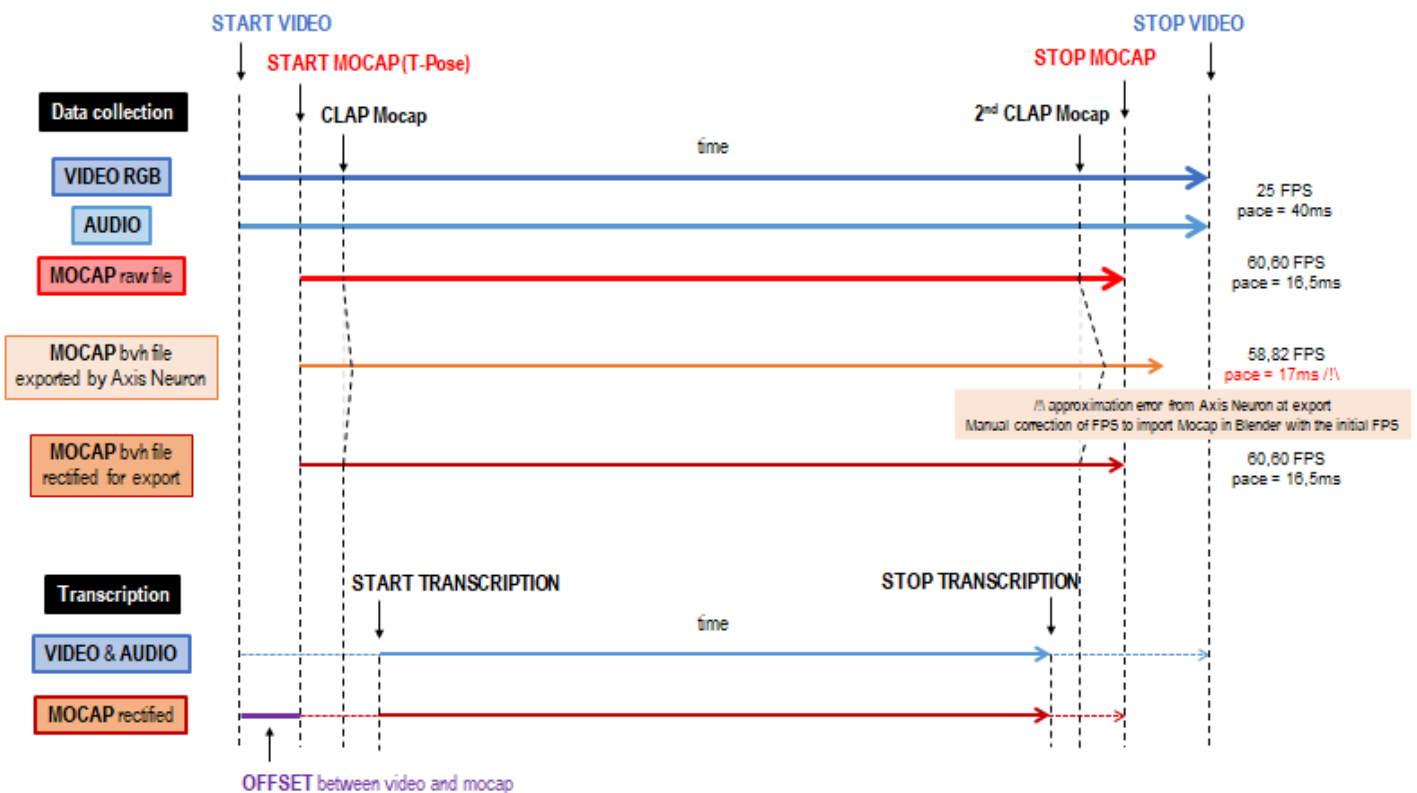 START VIDEO
STOP VIDEO
START MOCAP (T-Pose)
STOP MOCAP
Data collection
CLAP Mocap
2nd CLAP Mocap
time
VIDEO RGB
25 FPS
pace = 40ms
AUDIO
MOCAP raw file
60,60 FPS
pace = 16,5ms
MOCAP bvh file
exported by Axis Neuron
58,82 FPS
pace = 17ms /!\
/!\ approximation error from Axis Neuron at export
Manual correction of FPS to import Mocap in Blender with the initial FPS
MOCAP bvh file
rectified for export
60,60 FPS
pace = 16,5ms
Transcription
START TRANSCRIPTION
STOP TRANSCRIPTION
time
VIDEO & AUDIO
MOCAP rectified
OFFSET between video and mocap